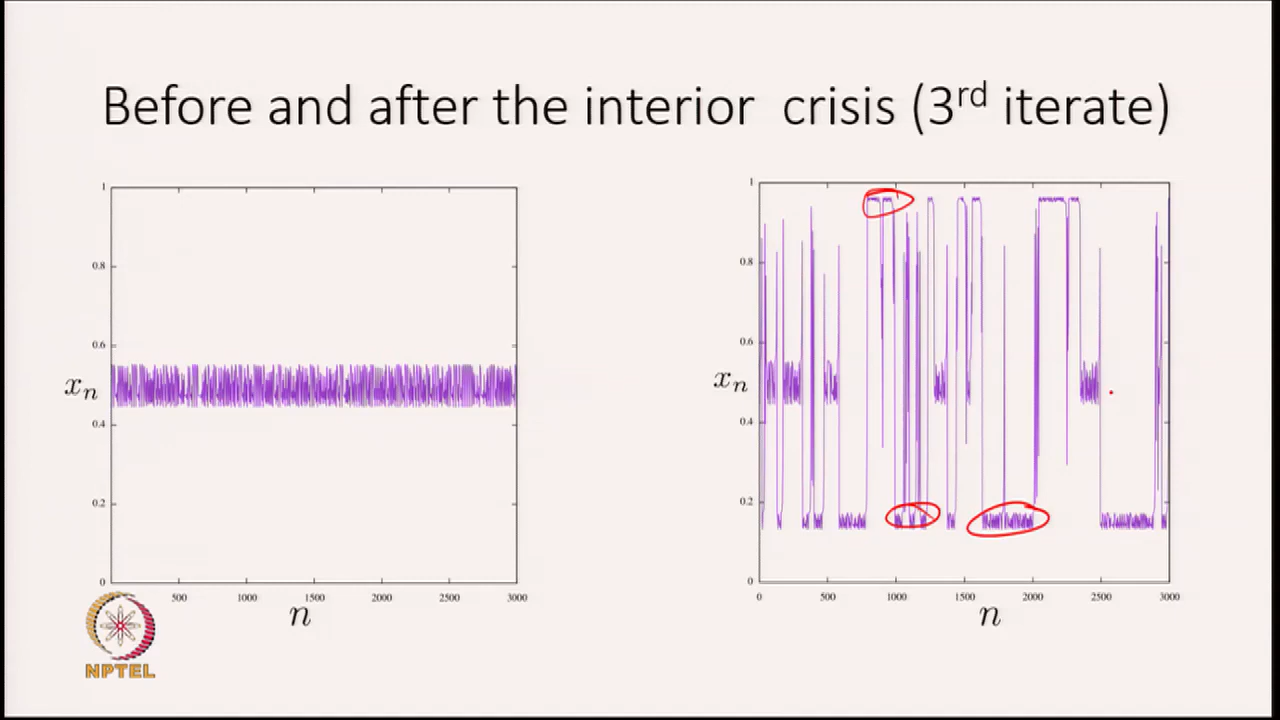 Before and after the interior crisis (3rd iterate)
1
0.8
0.6
xn
0.4
0.2
0
500 1000 1500 2000 2500 3000
n
1
0.8
0.6
xn
0.4
0.2
0
0 500 1000 1500 2000 2500 3000
n
NPTEL